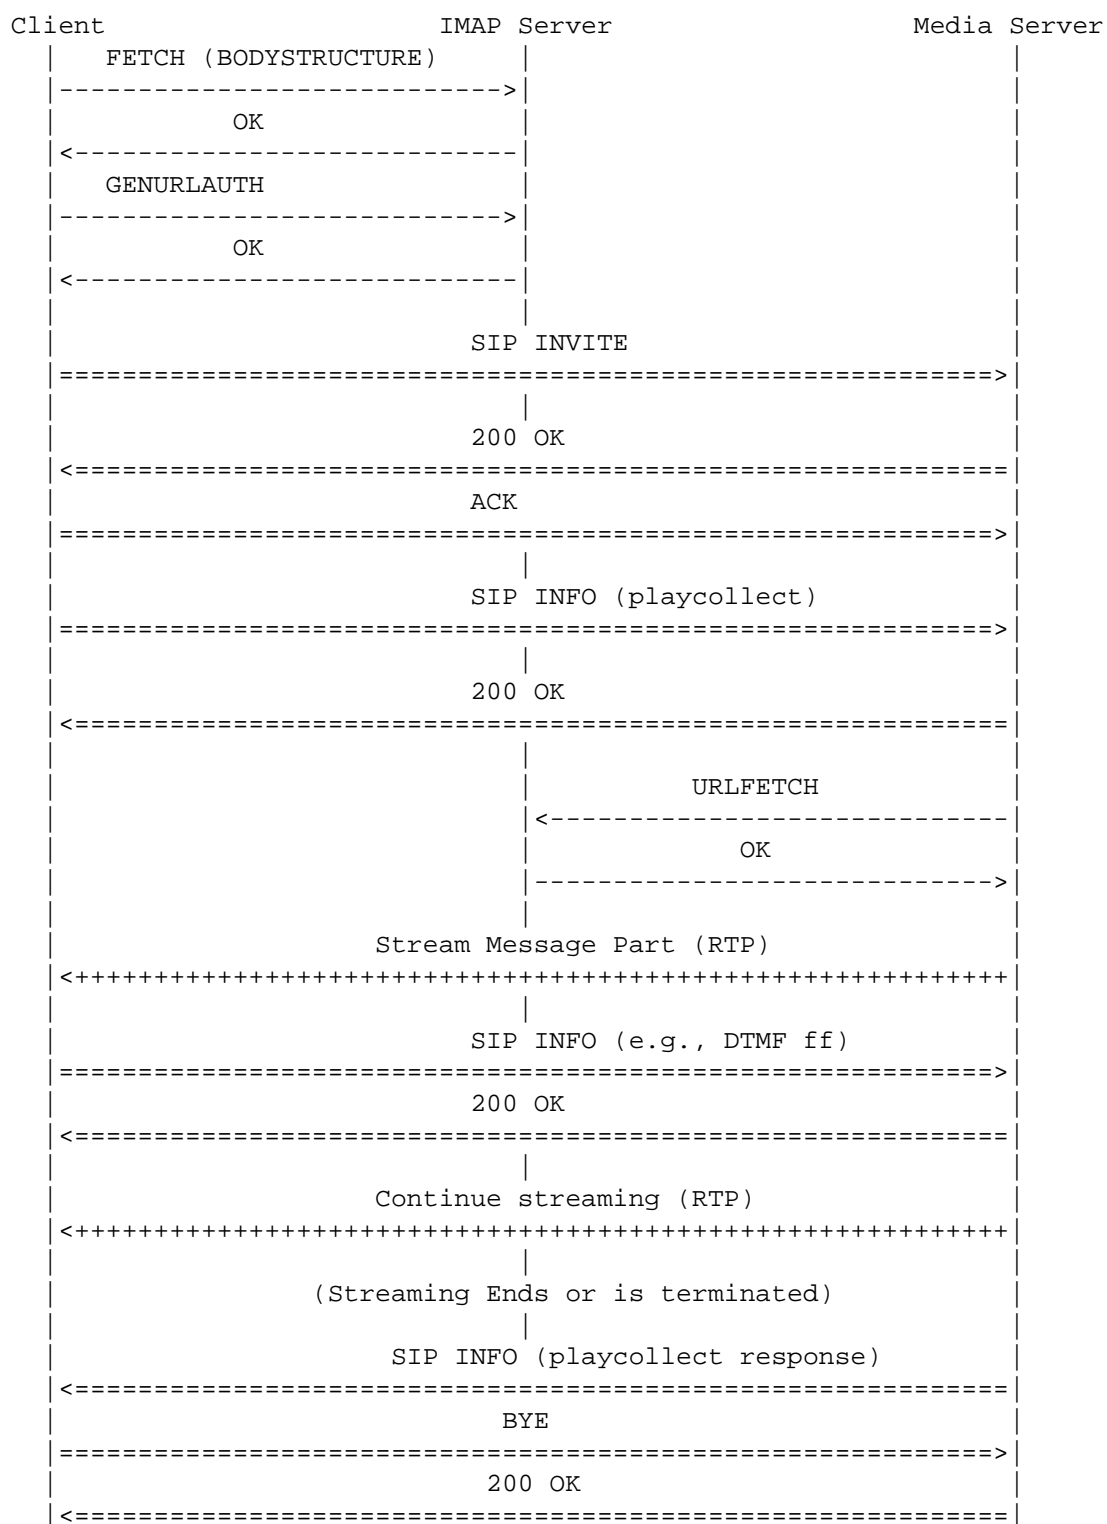 Client IMAP Server Media Server
FETCH (BODYSTRUCTURE)
OK
GENURLAUTH
OK
SIP INVITE
200 OK
ACK
SIP INFO (playcollect)
200 OK
URLFETCH
OK
Stream Message Part (RTP)
SIP INFO (e.g., DTMF ff)
200 OK
Continue streaming (RTP)
(Streaming Ends or is terminated)
SIP INFO (playcollect response)
BYE
200 OK